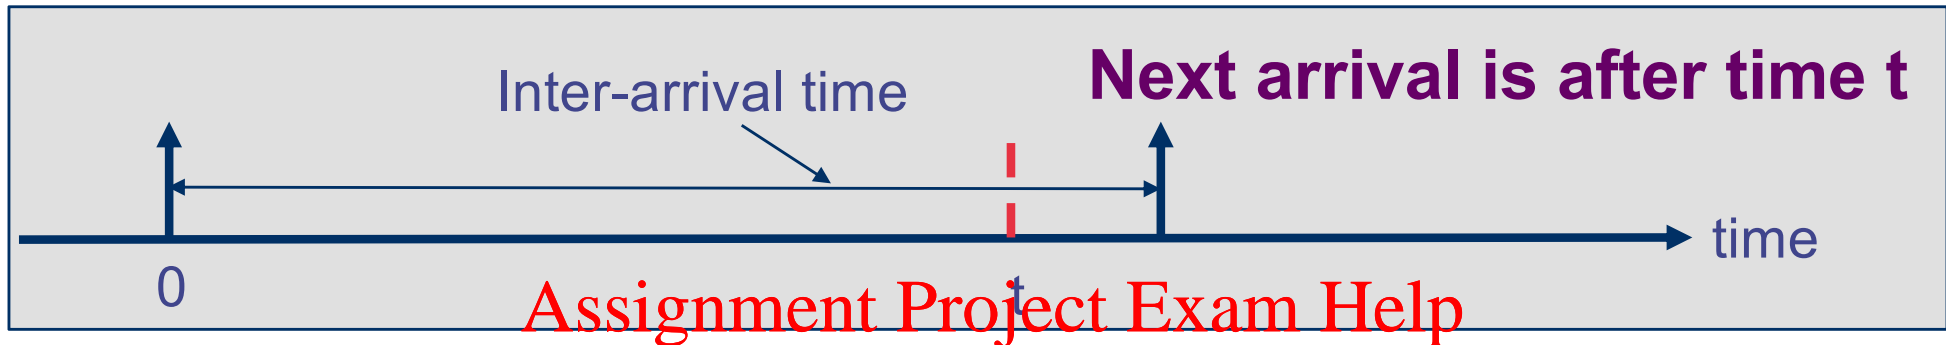 Next arrival is after time t
Inter-arrival time
time
0
t
Assignment Project Exam Help